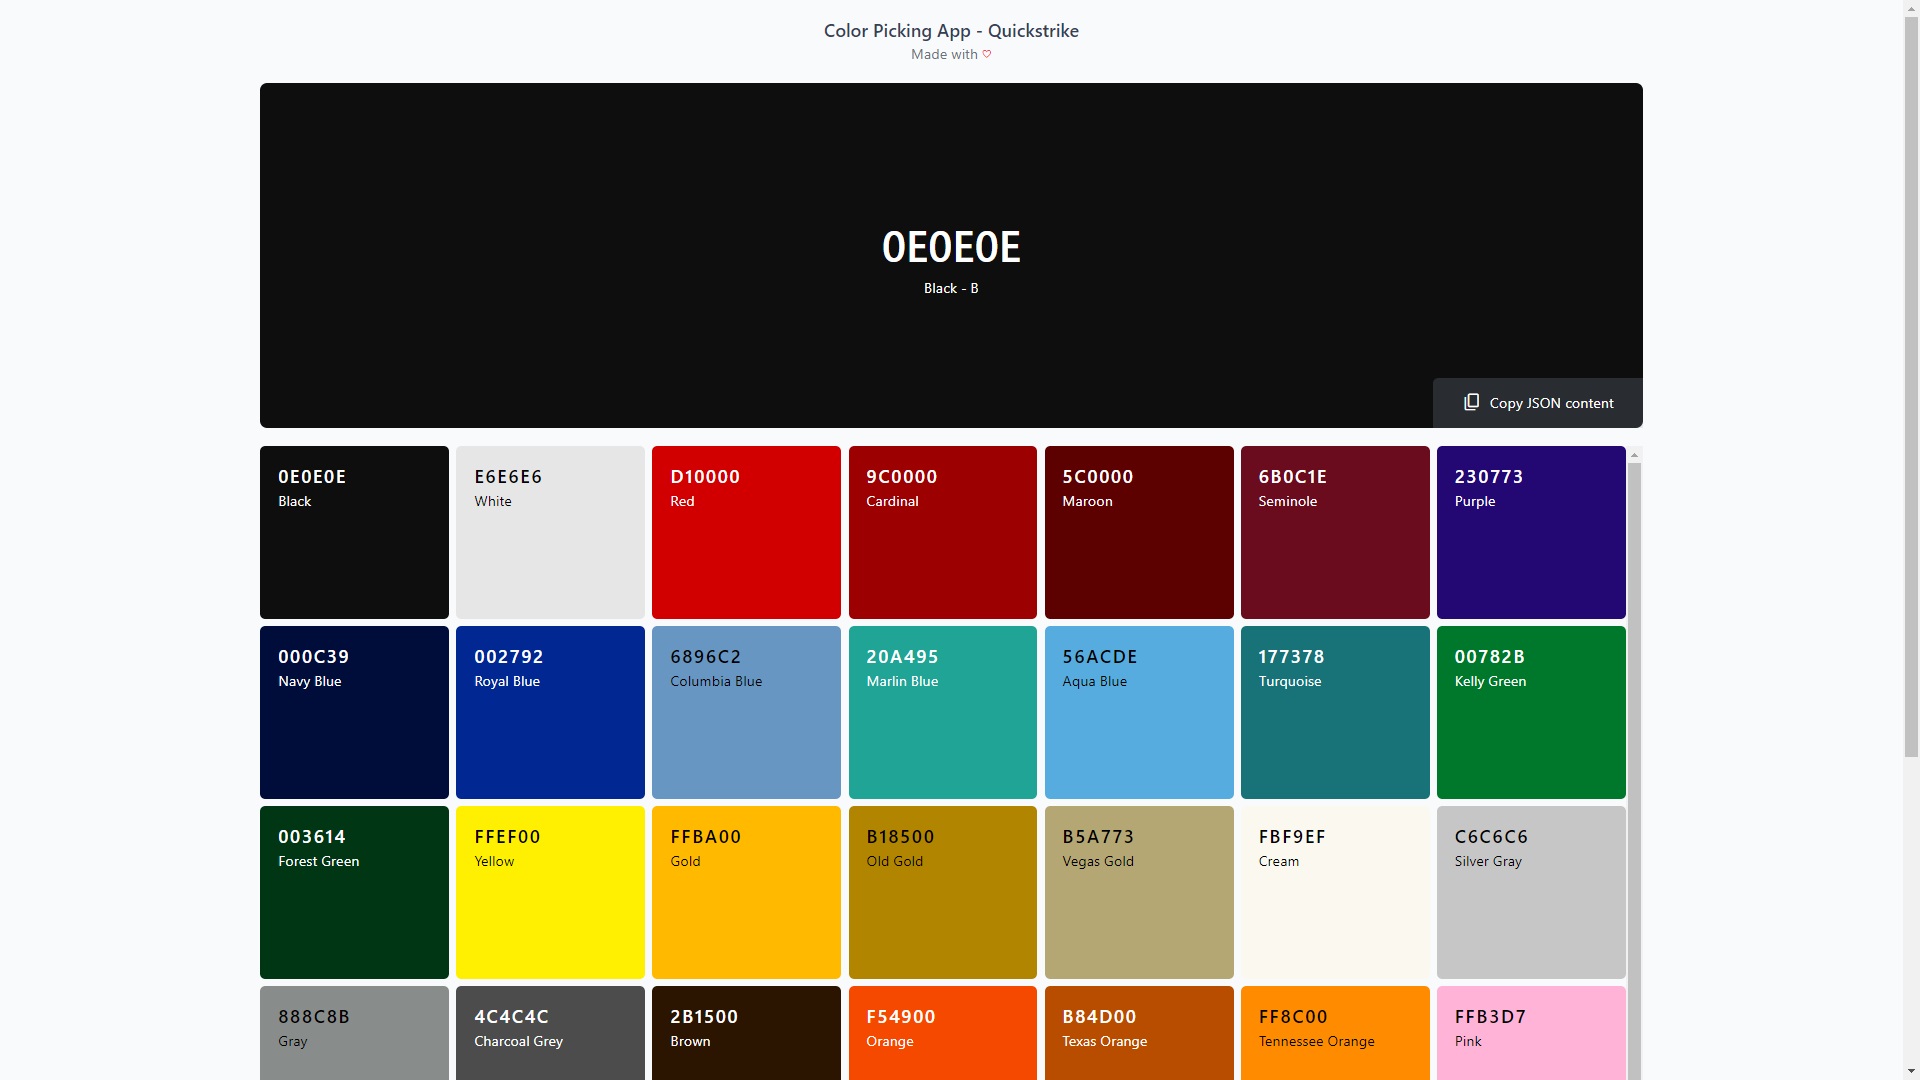 Color Picking App - Quickstrike
Made with ♡
0E0E0E
Black - B
Copy JSON content
0E0E0E
Black
E6E6E6
White
D10000
Red
9C0000
Cardinal
5C0000
Maroon
6B0C1E
Seminole
230773
Purple
000C39
Navy Blue
002792
Royal Blue
6896C2
Columbia Blue
20A495
Marlin Blue
56ACDE
Aqua Blue
177378
Turquoise
00782B
Kelly Green
003614
Forest Green
FFEF00
Yellow
FFBA00
Gold
B18500
Old Gold
B5A773
Vegas Gold
FBF9EF
Cream
C6C6C6
Silver Gray
888C8B
Gray
4C4C4C
Charcoal Grey
2B1500
Brown
F54900
Orange
B84D00
Texas Orange
FF8C00
Tennessee Orange
FFB3D7
Pink